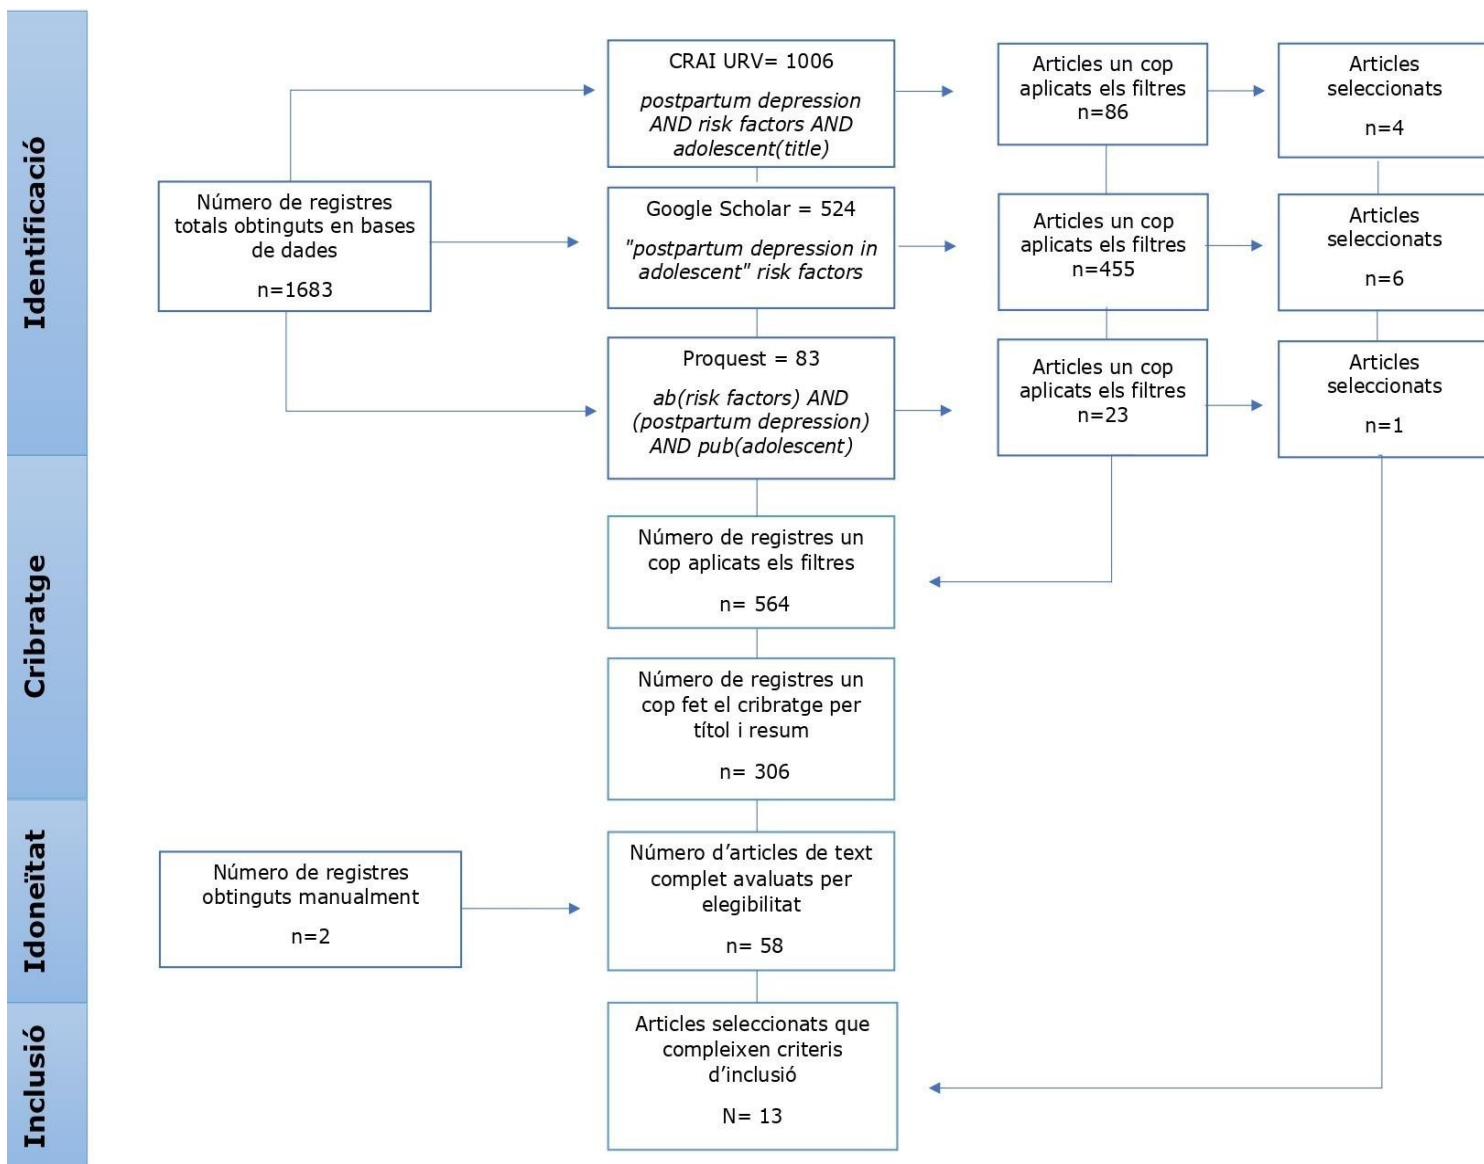 Identificació
Número de registres
totals obtinguts en bases
de dades
n=1683
CRAI URV= 1006
postpartum depression
AND risk factors AND
adolescent(title)
Articles un cop
aplicats els filtres
n=86
Articles
seleccionats
n=4
Google Scholar = 524
"postpartum depression in
adolescent" risk factors
Articles un cop
aplicats els filtres
n=455
Articles
seleccionats
n=6
Proquest = 83
ab(risk factors) AND
(postpartum depression)
AND pub(adolescent)
Articles un cop
aplicats els filtres
n=23
Articles
seleccionats
n=1
Cribratge
Número de registres un
cop aplicats els filtres
n= 564
Número de registres un
cop fet el cribratge per
títol i resum
n= 306
Idoneïtat
Número de registres
obtinguts manualment
n=2
Número d’articles de text
complet avaluats per
elegibilitat
n= 58
Inclusió
Articles seleccionats que
compleixen criteris
d’inclusió
N= 13